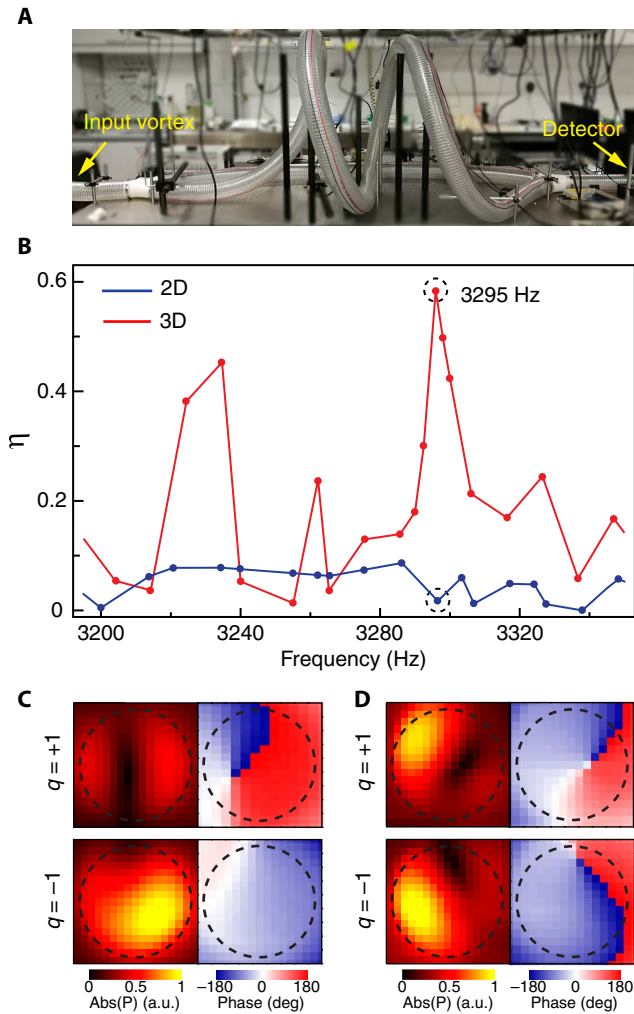 A
Input vortex
Detector
B
2D
3D
3295 Hz
0.6
0.4
0.2
0
η
3200
3240
3280
3320
Frequency (Hz)
C
D
q = +1
q = +1
q = −1
q = −1
0 0.5 1
−180 0 180
0 0.5 1
−180 0 180
Abs(P) (a.u.)
Phase (deg)
Abs(P) (a.u.)
Phase (deg)